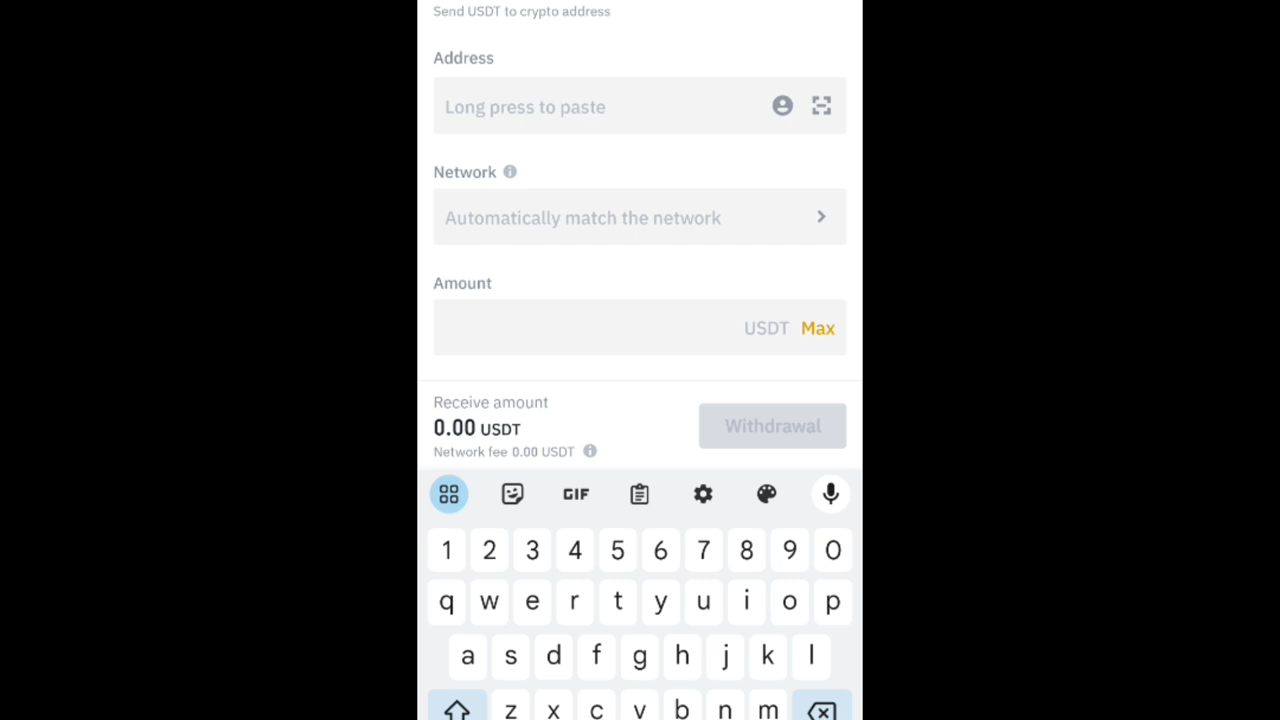 Send USDT to crypto address
Address
Long press to paste
Network
Automatically match the network
Amount
USDT Max
Receive amount
0.00 USDT
Withdrawal
Network fee 0.00 USDT
GIF
1 2 3 4 5 6 7 8 9 0
q w e r t y u i o p
a s d f g h j k l
z x c v b n m